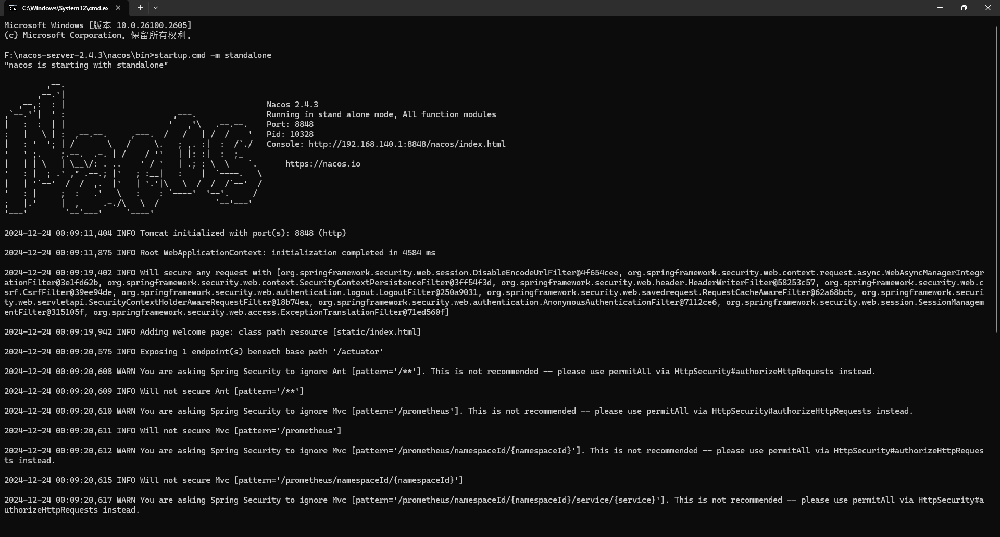 C:\Windows\System32\cmd.ex
Microsoft Windows [版本 10.0.26100.2605]
(c) Microsoft Corporation。保留所有权利。
F:\nacos-server-2.4.3\nacos\bin>startup.cmd -m standalone
"nacos is starting with standalone"
Nacos 2.4.3
Running in stand alone mode, All function modules
Port: 8848
Pid: 10328
Console: http://192.168.140.1:8848/nacos/index.html
https://nacos.io
2024-12-24 00:09:11,404 INFO Tomcat initialized with port(s): 8848 (http)
2024-12-24 00:09:11,875 INFO Root WebApplicationContext: initialization completed in 4584 ms
2024-12-24 00:09:19,402 INFO Will secure any request with [org.springframework.security.web.session.DisableEncodeUrlFilter@4f654cee, org.springframework.security.web.context.request.async.WebAsyncManagerIntegr
ationFilter@3e1fd62b, org.springframework.security.web.context.SecurityContextPersistenceFilter@3ff54f3d, org.springframework.security.web.header.HeaderWriterFilter@58253c57, org.springframework.security.web.c
srf.CsrfFilter@39ee94de, org.springframework.security.web.authentication.logout.LogoutFilter@250a9031, org.springframework.security.web.savedrequest.RequestCacheAwareFilter@62a68bcb, org.springframework.securi
ty.web.servletapi.SecurityContextHolderAwareRequestFilter@18b74ea, org.springframework.security.web.authentication.AnonymousAuthenticationFilter@7112ce6, org.springframework.security.web.session.SessionManagem
entFilter@315105f, org.springframework.security.web.access.ExceptionTranslationFilter@71ed560f]
2024-12-24 00:09:19,942 INFO Adding welcome page: class path resource [static/index.html]
2024-12-24 00:09:20,575 INFO Exposing 1 endpoint(s) beneath base path '/actuator'
2024-12-24 00:09:20,608 WARN You are asking Spring Security to ignore Ant [pattern='/**']. This is not recommended -- please use permitAll via HttpSecurity#authorizeHttpRequests instead.
2024-12-24 00:09:20,609 INFO Will not secure Ant [pattern='/**']
2024-12-24 00:09:20,610 WARN You are asking Spring Security to ignore Mvc [pattern='/prometheus']. This is not recommended -- please use permitAll via HttpSecurity#authorizeHttpRequests instead.
2024-12-24 00:09:20,611 INFO Will not secure Mvc [pattern='/prometheus']
2024-12-24 00:09:20,612 WARN You are asking Spring Security to ignore Mvc [pattern='/prometheus/namespaceId/{namespaceId}']. This is not recommended -- please use permitAll via HttpSecurity#authorizeHttpReques
ts instead.
2024-12-24 00:09:20,615 INFO Will not secure Mvc [pattern='/prometheus/namespaceId/{namespaceId}']
2024-12-24 00:09:20,617 WARN You are asking Spring Security to ignore Mvc [pattern='/prometheus/namespaceId/{namespaceId}/service/{service}']. This is not recommended -- please use permitAll via HttpSecurity#a
uthorizeHttpRequests instead.